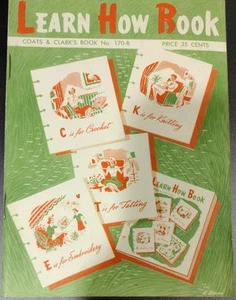 LEARN HOW BOOK
COATS & CLARK'S BOOK No. 170-B PRICE 35 CENTS
C is for Crochet
K is for Knitting
T is for Tatting
E is for Embroidery
LEARN HOW BOOK